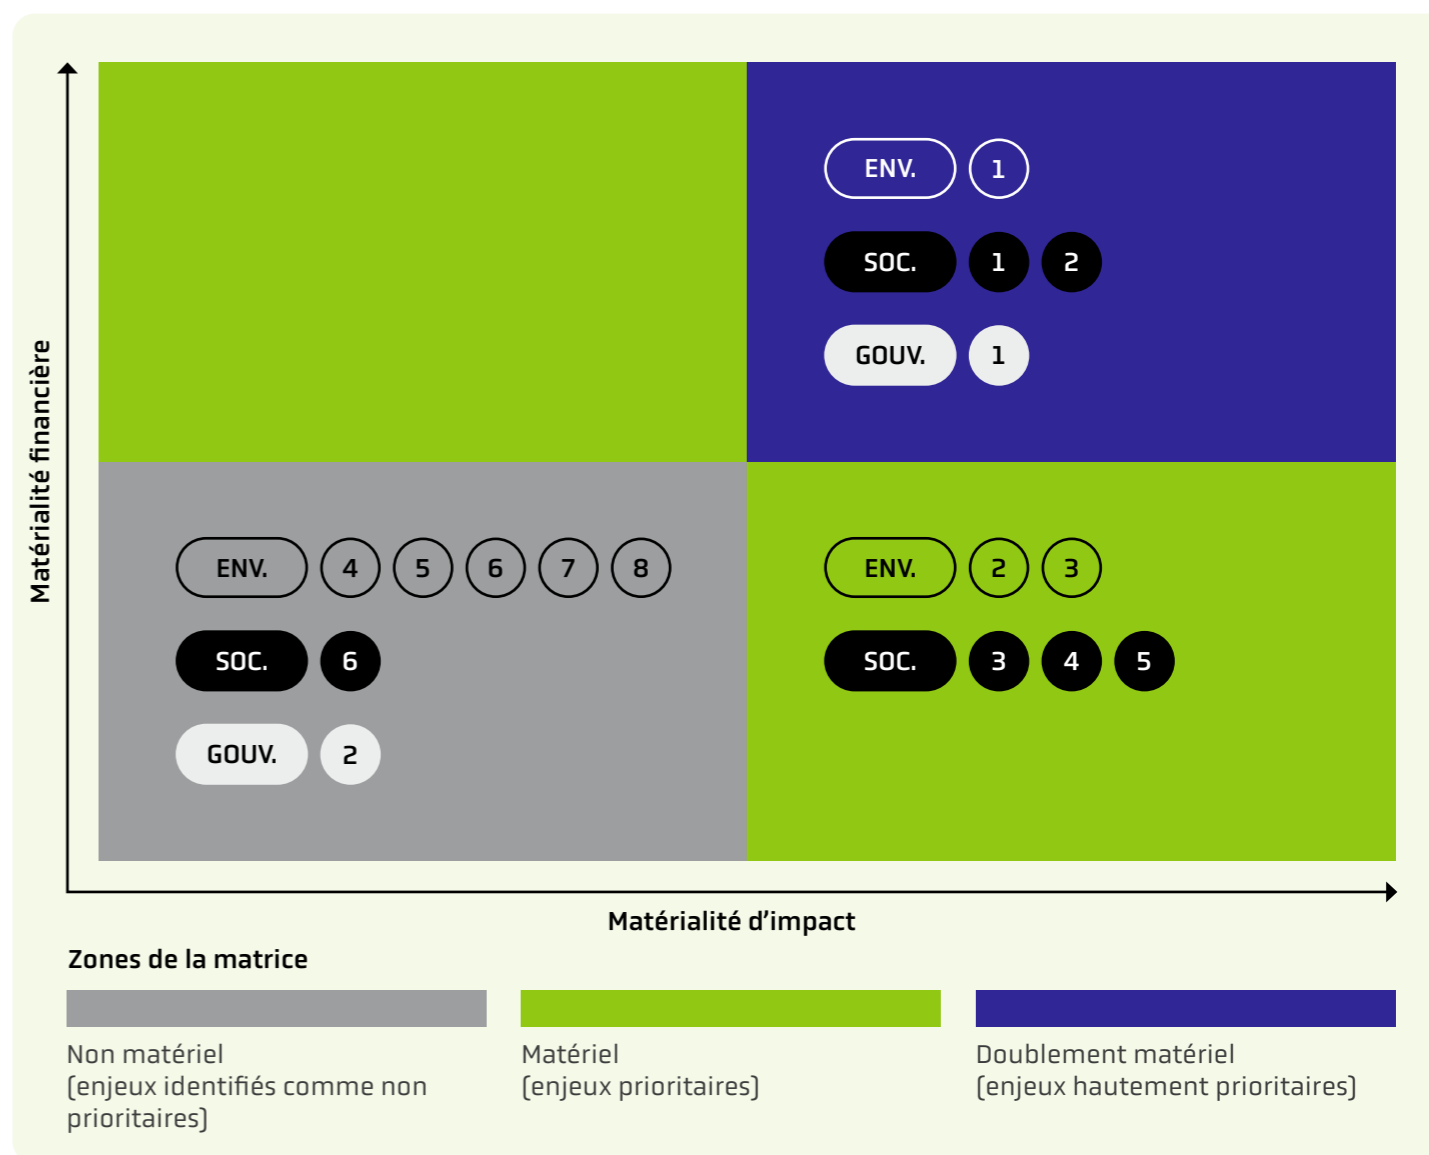 Matérialité financière
ENV. 1
SOC. 1 2
GOUV. 1
ENV. 4 5 6 7 8
SOC. 6
GOUV. 2
ENV. 2 3
SOC. 3 4 5
Matérialité d’impact
Zones de la matrice
Non matériel
(enjeux identifiés comme non
prioritaires)
Matériel
(enjeux prioritaires)
Doublement matériel
(enjeux hautement prioritaires)